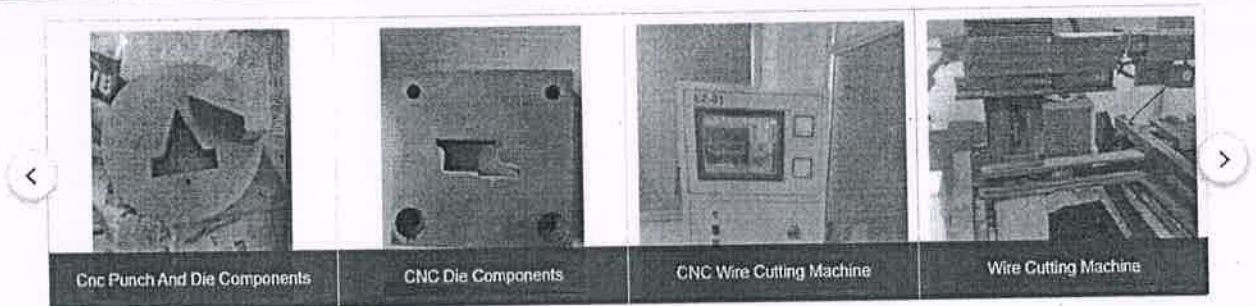 Cnc Punch And Die Components
CNC Die Components
CNC Wire Cutting Machine
Wire Cutting Machine